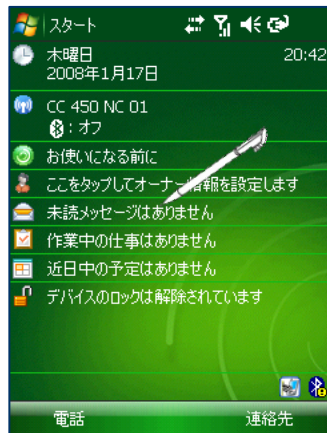 スタート
木曜日 20:42
2008年1月17日
CC 450 NC 01
: オフ
お使いになる前に
ここをタップしてオーナー情報を設定します
未読メッセージはありません
作業中の仕事はありません
近日中の予定はありません
デバイスのロックは解除されています
電話 連絡先